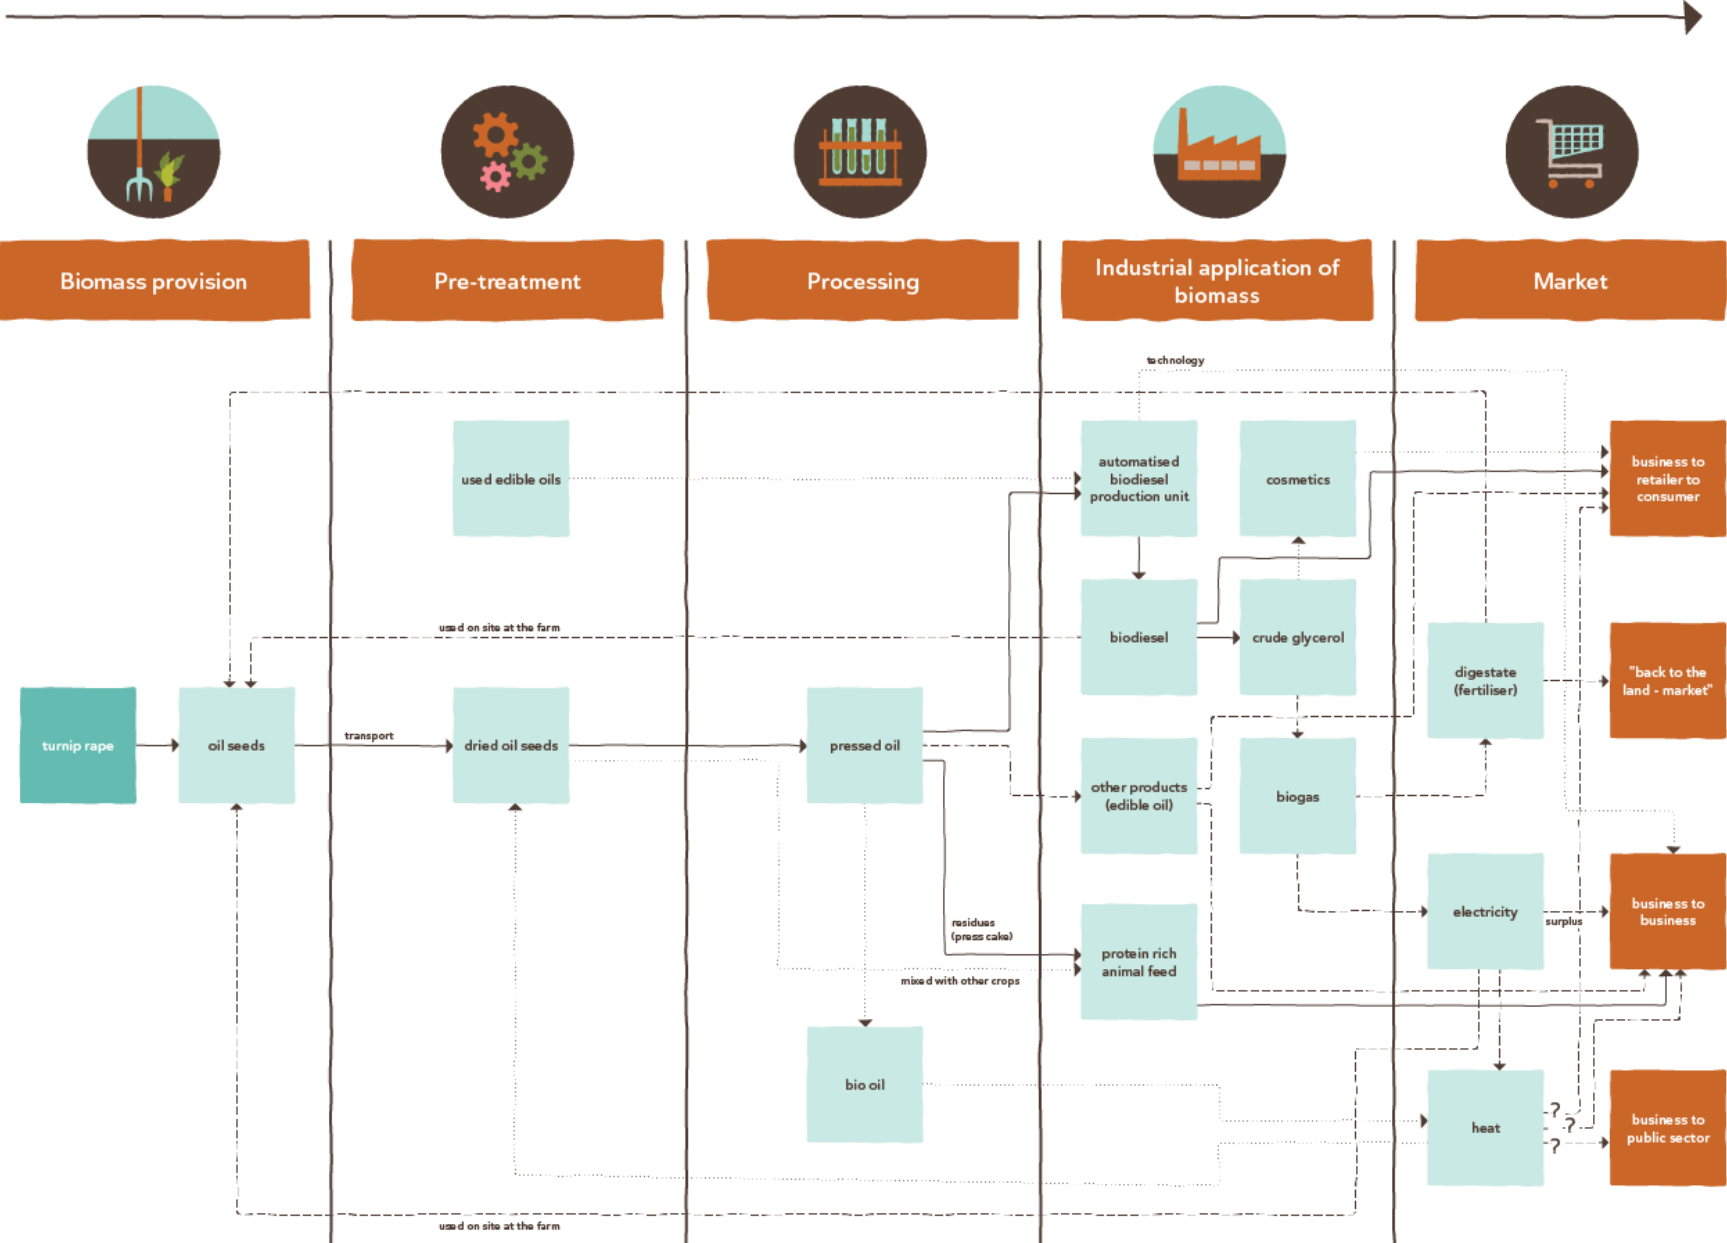 Biomass provision
Pre-treatment
Processing
Industrial application of
biomass
Market
technology
used edible oils
automatised
biodiesel
production unit
cosmetics
business to
retailer to
consumer
used on site at the farm
biodiesel
crude glycerol
digestate
(fertiliser)
"back to the
land - market"
turnip rape
oil seeds
transport
dried oil seeds
pressed oil
other products
(edible oil)
biogas
residues
(press cake)
mixed with other crops
protein rich
animal feed
electricity
surplus
business to
business
bio oil
heat
?
?
?
business to
public sector
used on site at the farm